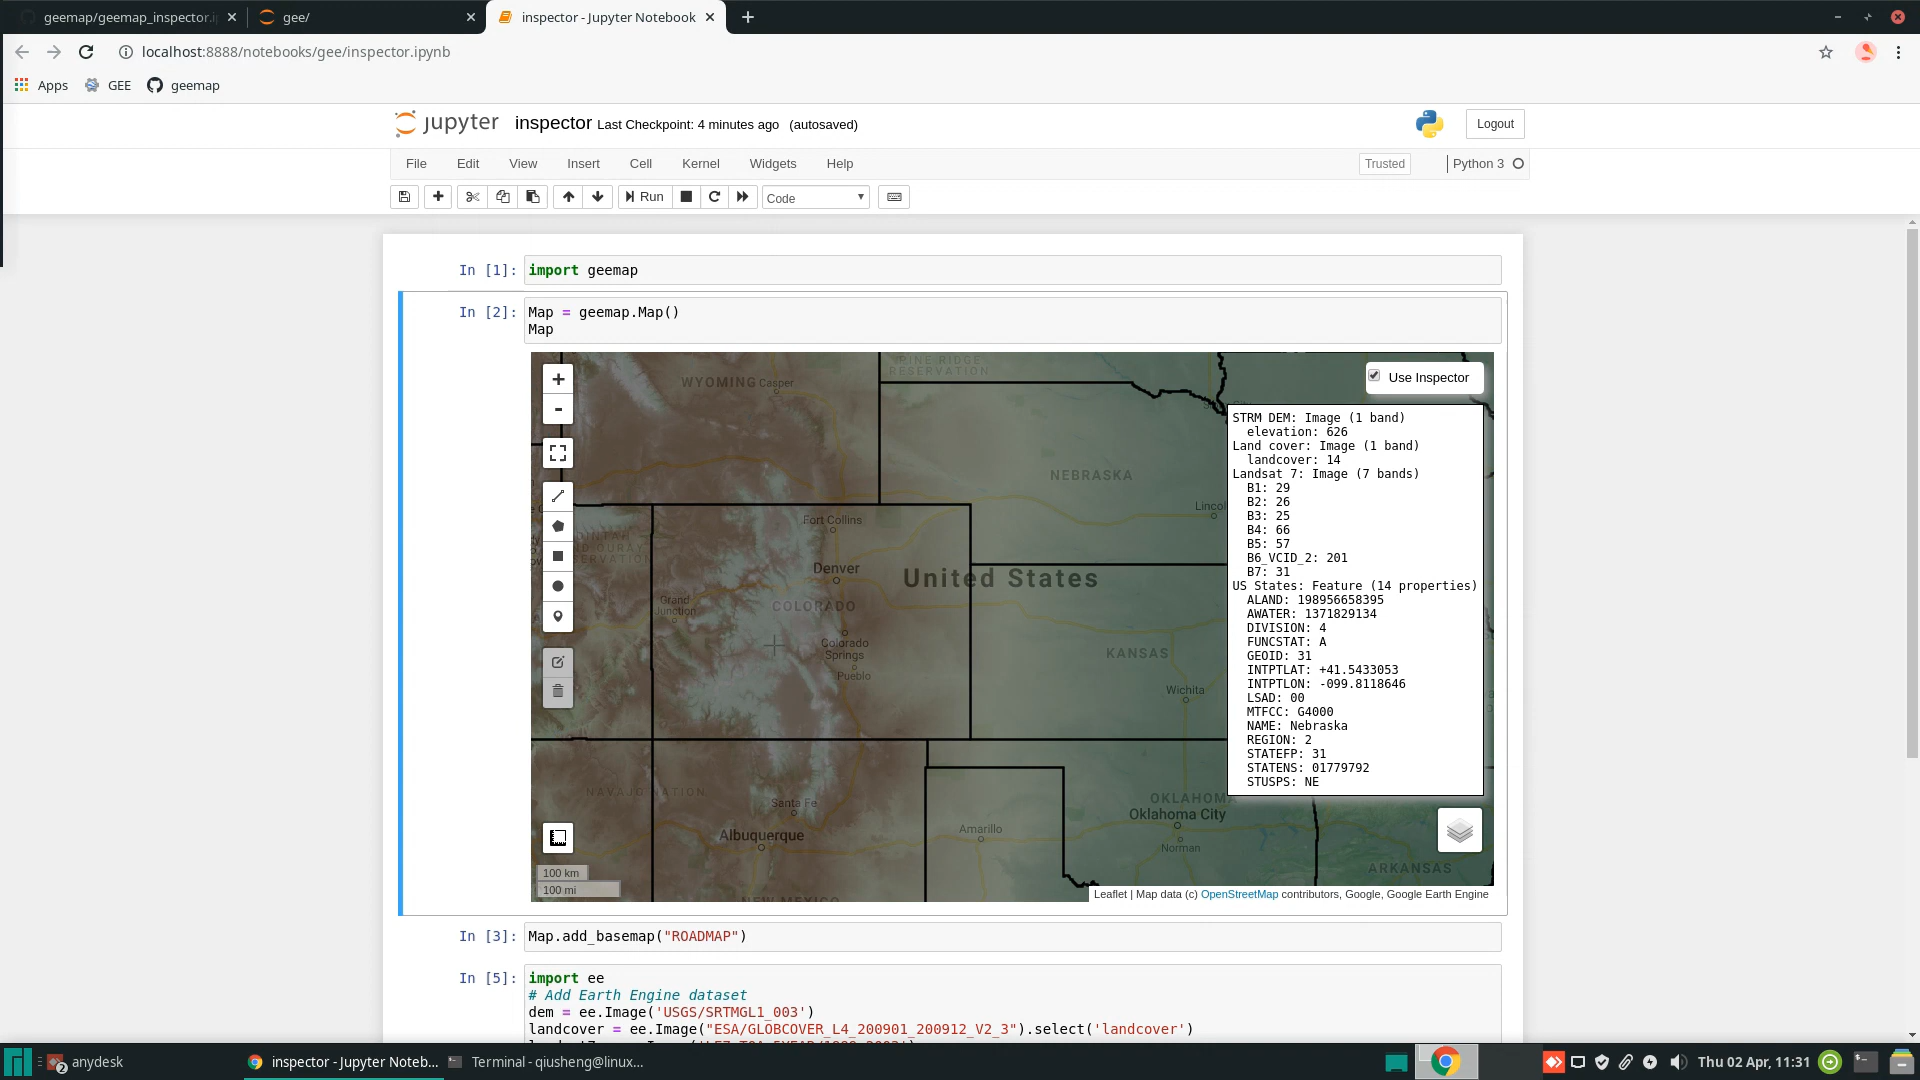 geemap/geemap_inspector.i
gee/
inspector - Jupyter Notebook
localhost:8888/notebooks/gee/inspector.ipynb
Apps
GEE
geemap
jupyter
inspector Last Checkpoint: 4 minutes ago (autosaved)
Logout
File Edit View Insert Cell Kernel Widgets Help
Trusted
Python 3
Run
Code
In [1]:
import geemap
In [2]:
Map = geemap.Map()
Map
+
-
Use Inspector
STRM DEM: Image (1 band)
elevation: 626
Land cover: Image (1 band)
landcover: 14
Landsat 7: Image (7 bands)
B1: 29
B2: 26
B3: 25
B4: 66
B5: 57
B6_VCID_2: 201
B7: 31
US States: Feature (14 properties)
ALAND: 198956658395
AWATER: 1371829134
DIVISION: 4
FUNCSTAT: A
GEOID: 31
INTPTLAT: +41.5433053
INTPTLON: -099.8118646
LSAD: 00
MTFCC: G4000
NAME: Nebraska
REGION: 2
STATEFP: 31
STATENS: 01779792
STUSPS: NE
PINE RIDGE
RESERVATION
WYOMING
Casper
NEBRASKA
Lincol
Fort Collins
Denver
United States
Grand
Junction
COLORADO
Colorado
Springs
Pueblo
KANSAS
Wichita
NAVAJO NATION
Santa Fe
Albuquerque
Amarillo
OKLAHOMA
Oklahoma City
Norman
ARKANSAS
NEW MEXICO
100 km
100 mi
Leaflet | Map data (c) OpenStreetMap contributors, Google, Google Earth Engine
In [3]:
Map.add_basemap("ROADMAP")
In [5]:
import ee
# Add Earth Engine dataset
dem = ee.Image('USGS/SRTMGL1_003')
landcover = ee.Image("ESA/GLOBCOVER_L4_200901_200912_V2_3").select('landcover')
2
anydesk
inspector - Jupyter Noteb...
Terminal - qiusheng@linux...
Thu 02 Apr, 11:31